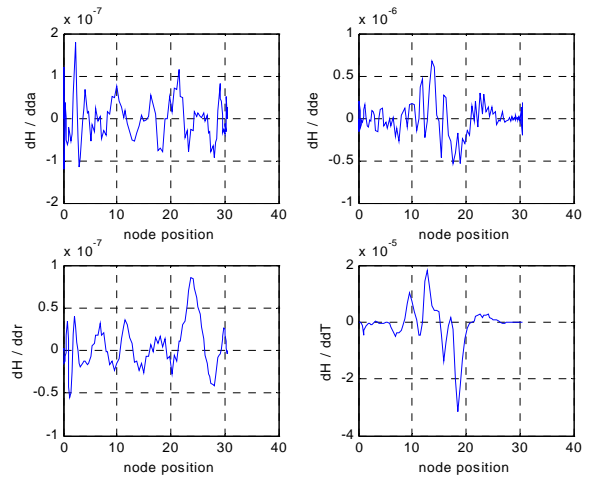 x 10^-7
2
1
0
-1
-2
0 10 20 30 40
node position
dH / dda
x 10^-6
1
0.5
0
-0.5
-1
0 10 20 30 40
node position
dH / dde
x 10^-7
1
0.5
0
-0.5
-1
0 10 20 30 40
node position
dH / ddr
x 10^-5
2
0
-2
-4
0 10 20 30 40
node position
dH / ddT